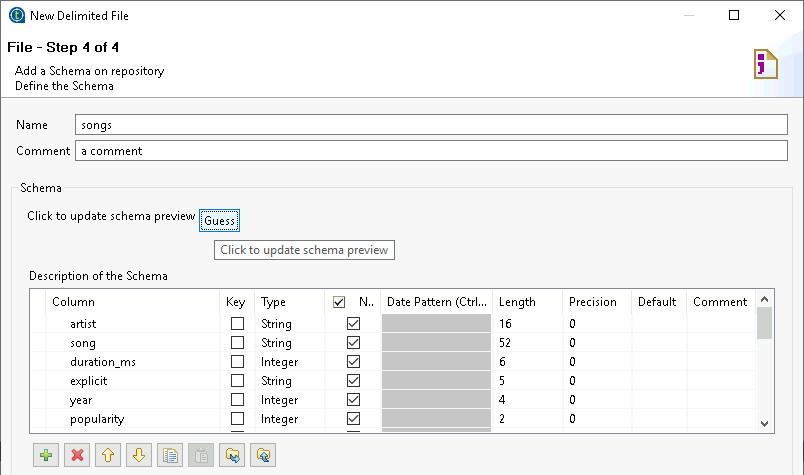 New Delimited File
File - Step 4 of 4
Add a Schema on repository
Define the Schema
Name songs
Comment a comment
Schema
Click to update schema preview Guess
Click to update schema preview
Description of the Schema
Column Key Type N.. Date Pattern (Ctrl... Length Precision Default Comment
artist String 16 0
song String 52 0
duration_ms Integer 6 0
explicit String 5 0
year Integer 4 0
popularity Integer 2 0